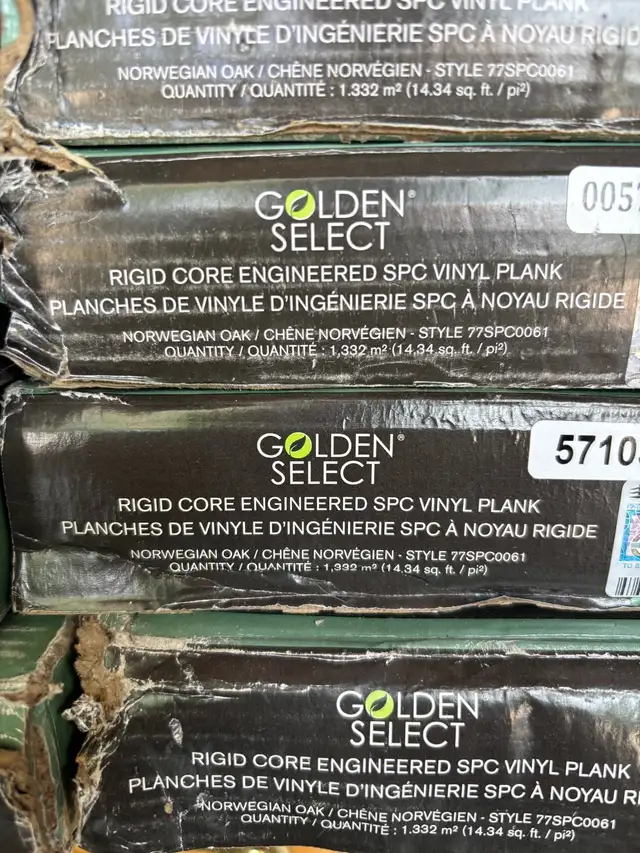 RIGID CORE ENGINEERED SPC VINYL PLANK
PLANCHES DE VINYLE D'INGÉNIERIE SPC À NOYAU RIGID
NORWEGIAN OAK / CHÊNE NORVÉGIEN - STYLE 77SPC0061
QUANTITY / QUANTITÉ : 1.332 m² (14.34 sq. ft. / pi²)
GOLDEN®
SELECT
0057
RIGID CORE ENGINEERED SPC VINYL PLANK
PLANCHES DE VINYLE D'INGÉNIERIE SPC À NOYAU RIGIDE
NORWEGIAN OAK / CHÊNE NORVÉGIEN - STYLE 77SPC0061
QUANTITY / QUANTITÉ : 1.332 m² (14.34 sq. ft. / pi²)
GOLDEN®
SELECT
5710
RIGID CORE ENGINEERED SPC VINYL PLANK
PLANCHES DE VINYLE D'INGÉNIERIE SPC À NOYAU RIGIDE
NORWEGIAN OAK / CHÊNE NORVÉGIEN - STYLE 77SPC0061
QUANTITY / QUANTITÉ : 1.332 m² (14.34 sq. ft. / pi²)
GOLDEN®
SELECT
RIGID CORE ENGINEERED SPC VINYL PLANK
PLANCHES DE VINYLE D'INGÉNIERIE SPC À NOYAU RI
NORWEGIAN OAK / CHÊNE NORVÉGIEN - STYLE 77SPC0061
QUANTITY / QUANTITÉ : 1.332 m² (14.34 sq. ft. / pi²)